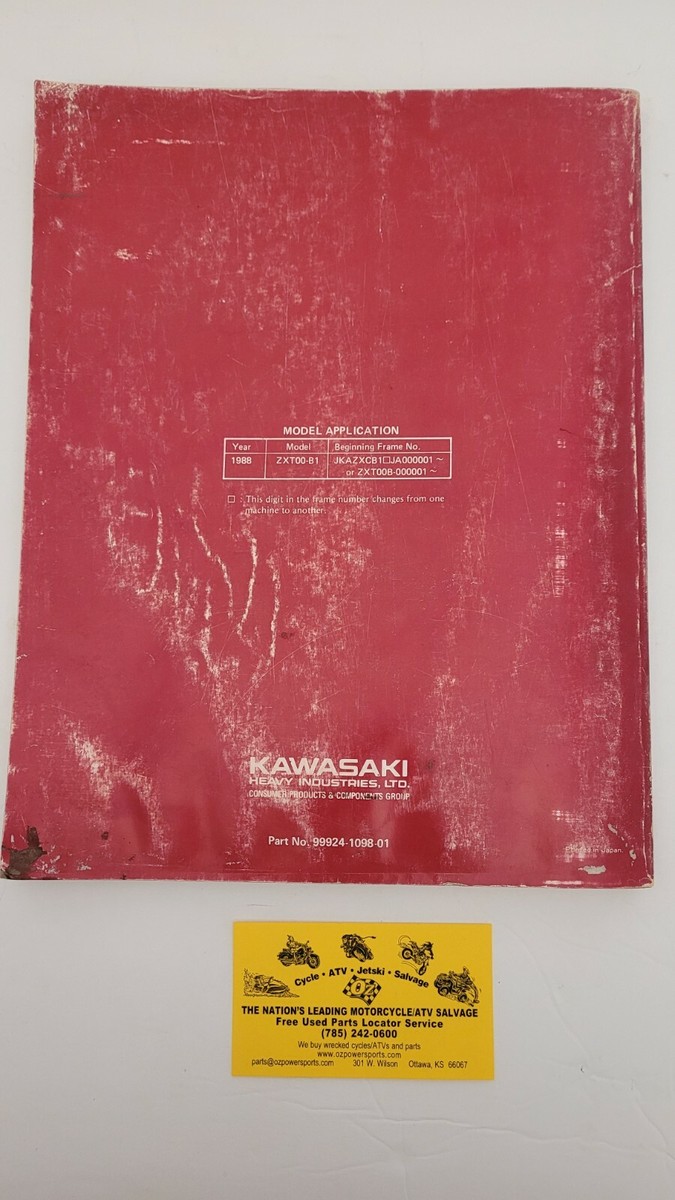 MODEL APPLICATION
Year Model Beginning Frame No.
1988 ZXT00-B1 JKAZXCB1□JA000001 ~
or ZXT00B-000001 ~
□ : This digit in the frame number changes from one
machine to another.
KAWASAKI
HEAVY INDUSTRIES, LTD.
CONSUMER PRODUCTS & COMPONENTS GROUP
Part No. 99924-1098-01
Printed in Japan.
Cycle • ATV • Jetski • Salvage
OZ
THE NATION'S LEADING MOTORCYCLE/ATV SALVAGE
Free Used Parts Locator Service
(785) 242-0600
We buy wrecked cycles/ATVs and parts
www.ozpowersports.com
parts@ozpowersports.com 301 W. Wilson Ottawa, KS 66067